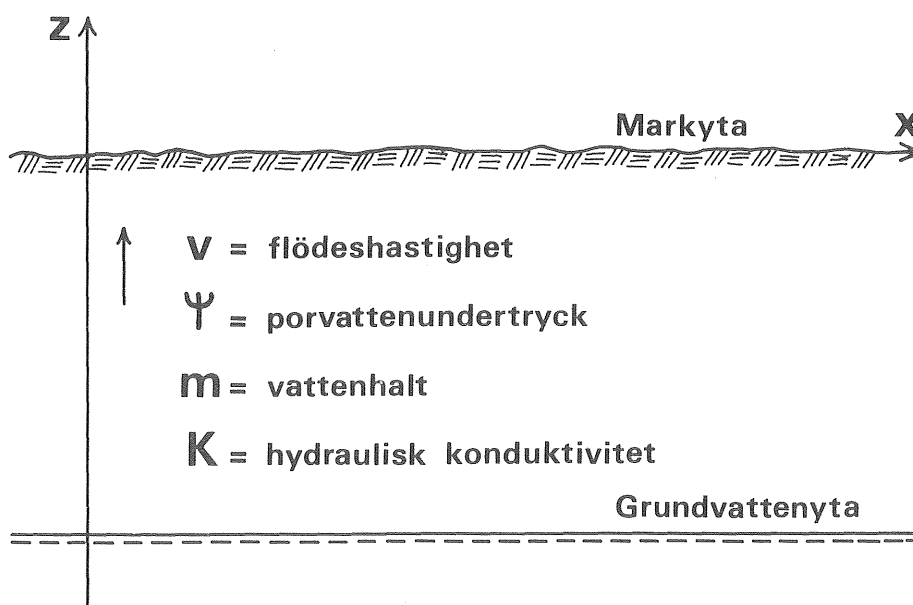 z
Markyta
x
v = flödeshastighet
Ψ = porvattenundertryck
m = vattenhalt
K = hydraulisk konduktivitet
Grundvattenyta